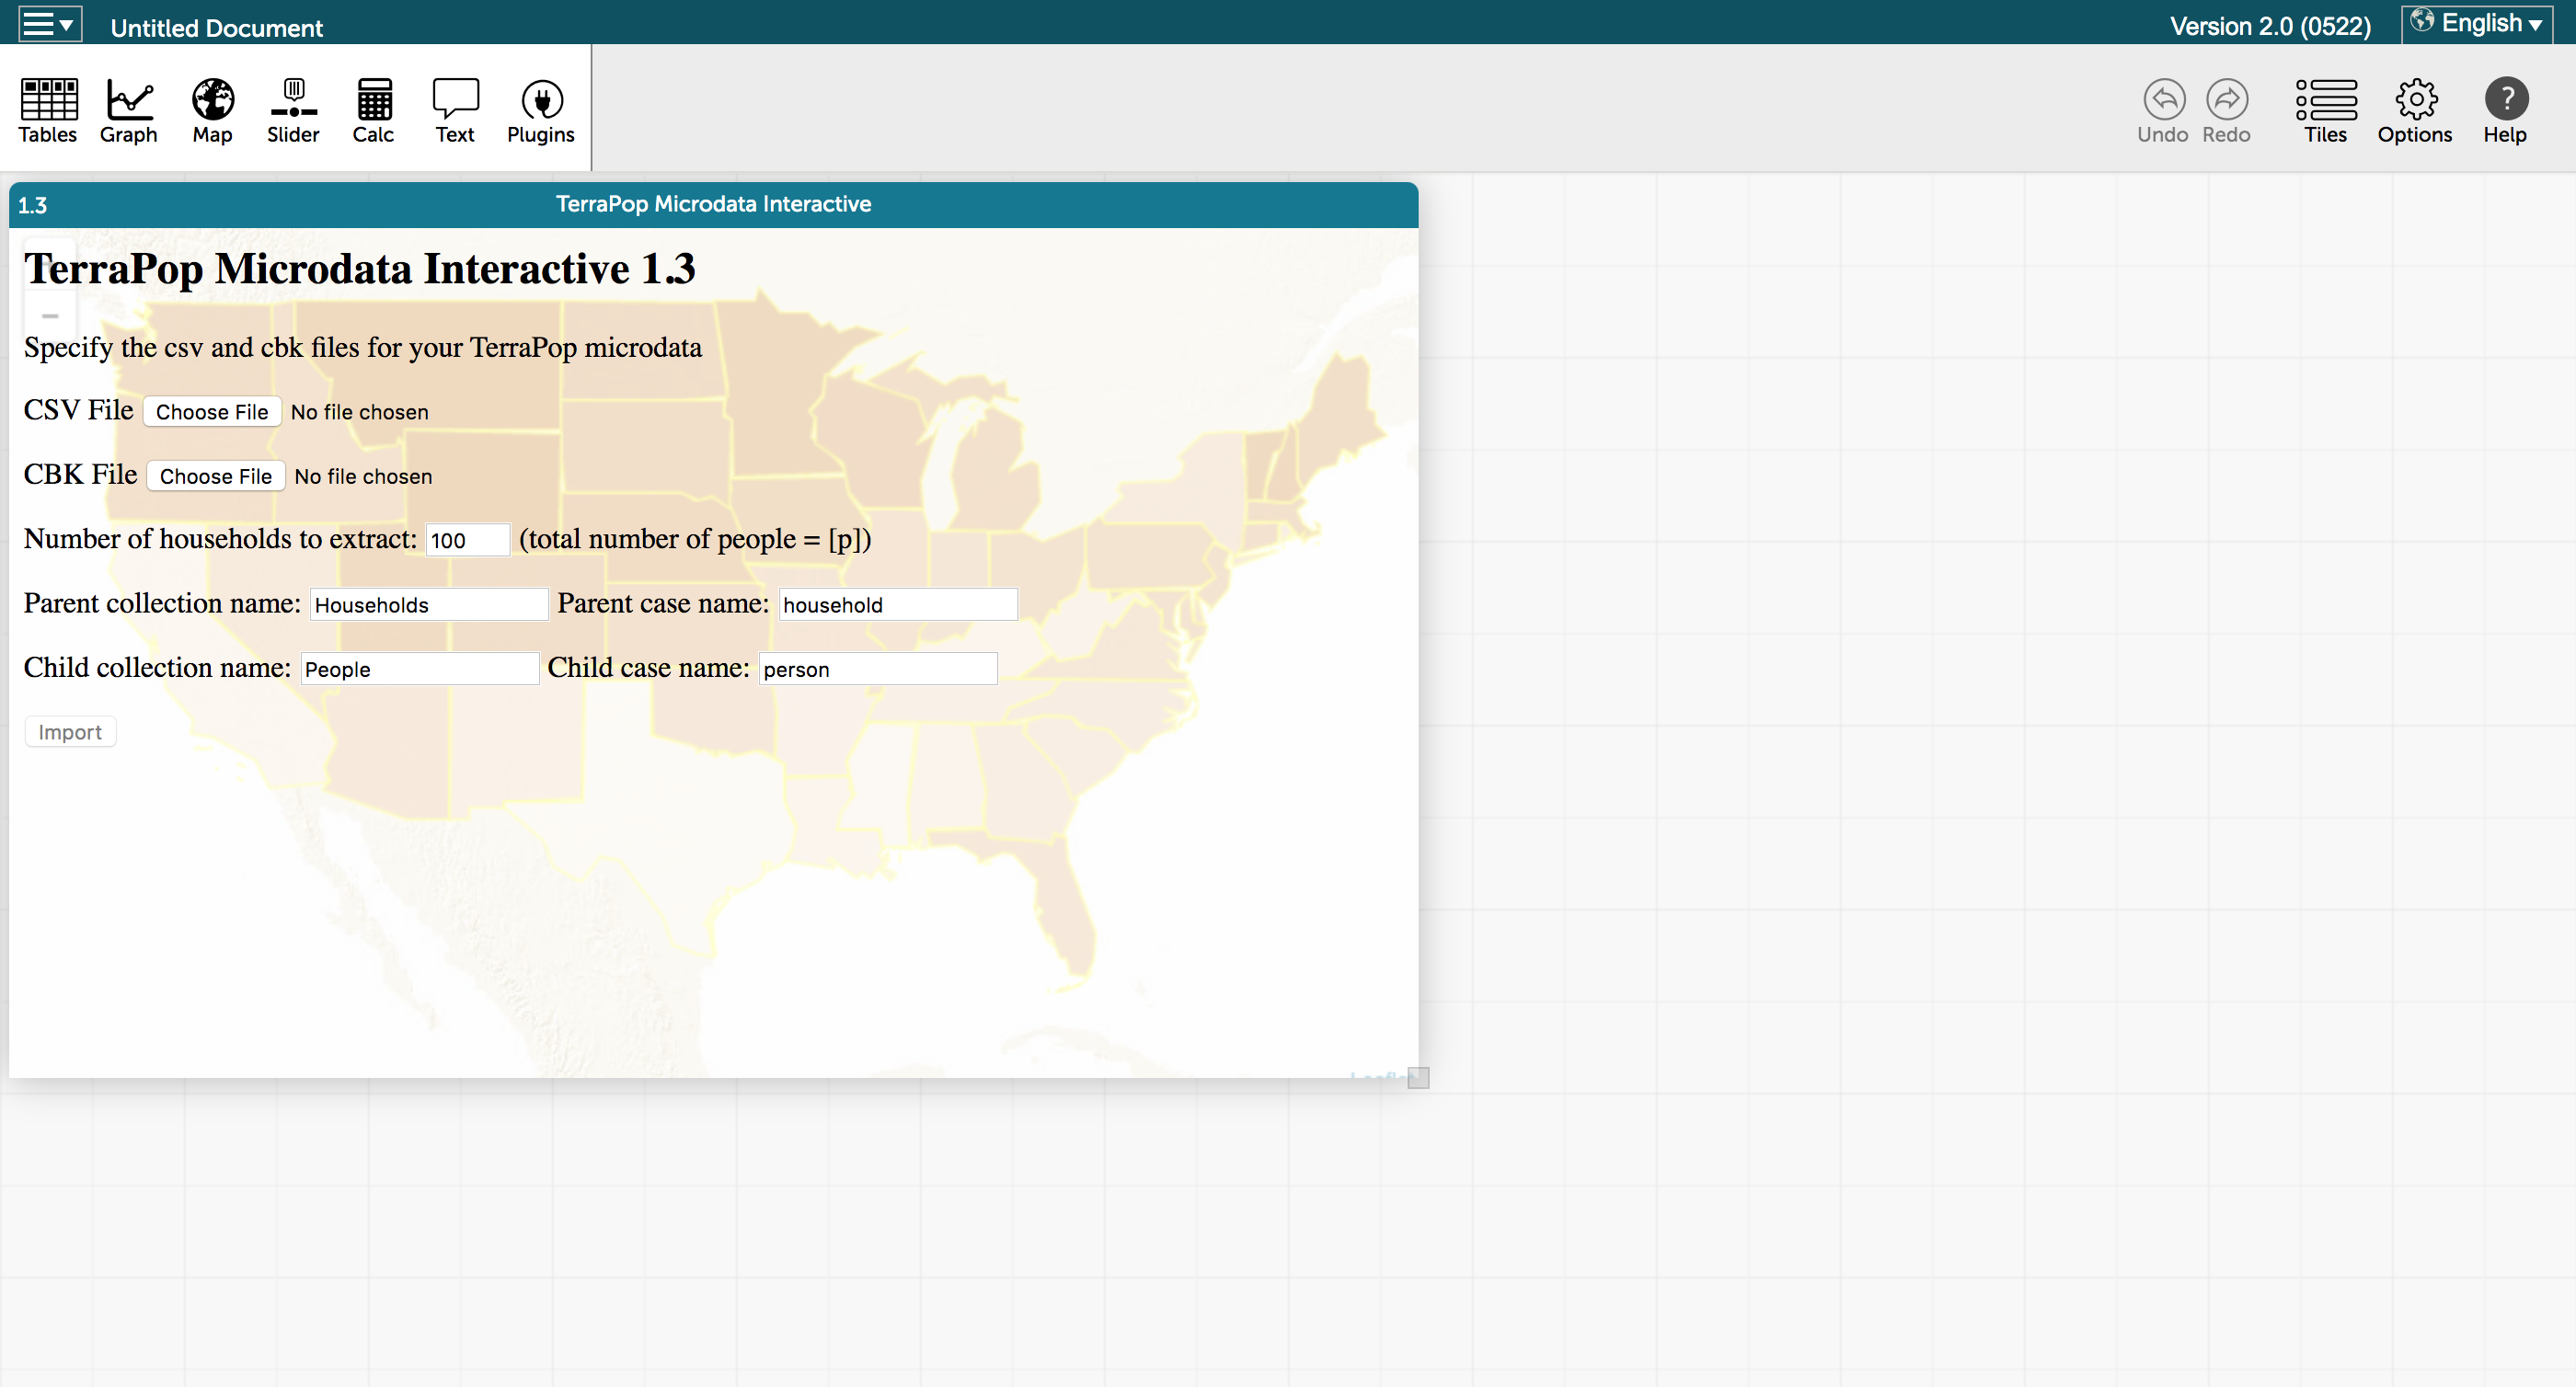 Untitled Document
Version 2.0 (0522)
English
Tables
Graph
Map
Slider
Calc
Text
Plugins
Undo
Redo
Tiles
Options
? Help
1.3
TerraPop Microdata Interactive
TerraPop Microdata Interactive 1.3
Specify the csv and cbk files for your TerraPop microdata
CSV File Choose File No file chosen
CBK File Choose File No file chosen
Number of households to extract: 100 (total number of people = [p])
Parent collection name: Households Parent case name: household
Child collection name: People Child case name: person
Import